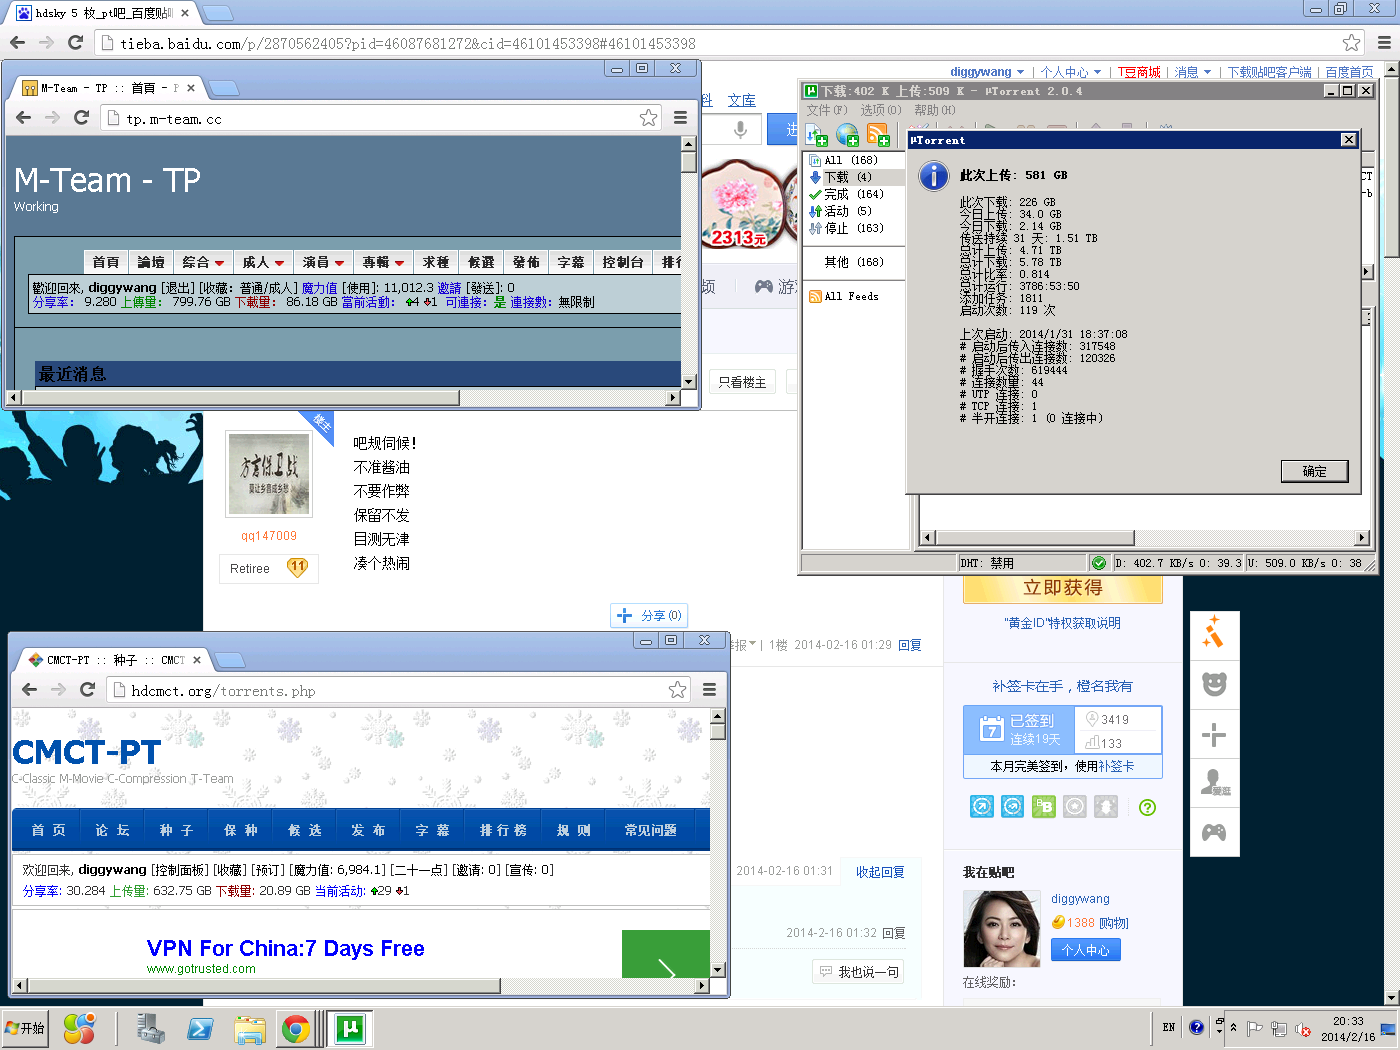 hdsky 5 枚_pt吧_百度贴吧
tieba.baidu.com/p/2870562405?pid=46087681272&cid=46101453398#46101453398
diggywang 个人中心 T豆商城 消息 下载贴吧客户端 百度首页
M-Team - TP :: 首頁 - P
tp.m-team.cc
M-Team - TP
Working
首頁 論壇 綜合 成人 演員 專輯 求種 候選 發佈 字幕 控制台 排行
歡迎回來, diggywang [退出] [收藏: 普通/成人] 魔力值 [使用]: 11,012.3 邀請 [發送]: 0
分享率: 9.280 上傳量: 799.76 GB 下載量: 86.18 GB 當前活動: 4 1 可連接: 是 連接數: 無限制
最近消息
科 文库
2313元
频 游
只看楼主
下载:402 K 上传:509 K - μTorrent 2.0.4
文件(F) 选项(O) 帮助(H)
All (168)
下载 (4)
完成 (164)
活动 (5)
停止 (163)
其他 (168)
All Feeds
μTorrent
此次上传: 581 GB
此次下载: 226 GB
今日上传: 34.0 GB
今日下载: 2.14 GB
传送持续 31 天: 1.51 TB
总计上传: 4.71 TB
总计下载: 5.78 TB
总计比率: 0.814
总计运行: 3786:53:50
添加任务: 1811
启动次数: 119 次
上次启动: 2014/1/31 18:37:08
# 启动后传入连接数: 317548
# 启动后传出连接数: 120326
# 握手次数: 619444
# 连接数量: 44
# UTP 连接: 0
# TCP 连接: 1
# 半开连接: 1 (0 连接中)
确定
CT
-b
DHT: 禁用
D: 402.7 KB/s O: 39.3
U: 509.0 KB/s O: 38
楼主
方言保卫战
qq147009
Retiree 11
吧规伺候！
不准酱油
不要作弊
保留不发
目测无津
凑个热闹
分享(0)
举报 | 1楼 2014-02-16 01:29 回复
立即获得
"黄金ID"特权获取说明
补签卡在手，橙名我有
7 已签到
连续19天
3419
133
本月完美签到，使用补签卡
爱逛
CMCT-PT :: 种子 :: CMCT
hdcmct.org/torrents.php
CMCT-PT
C-Classic M-Movie C-Compression T-Team
首 页 论 坛 种 子 保 种 候 选 发 布 字 幕 排 行 榜 规 则 常见问题
欢迎回来, diggywang [控制面板] [收藏] [预订] [魔力值: 6,984.1] [二十一点] [邀请: 0] [宣传: 0]
分享率: 30.284 上传量: 632.75 GB 下载量: 20.89 GB 当前活动: 29 1
VPN For China:7 Days Free
www.gotrusted.com
2014-02-16 01:31 收起回复
2014-2-16 01:32 回复
我也说一句
我在贴吧
diggywang
1388 [购物]
个人中心
在线奖励:
开始
EN
20:33
2014/2/16